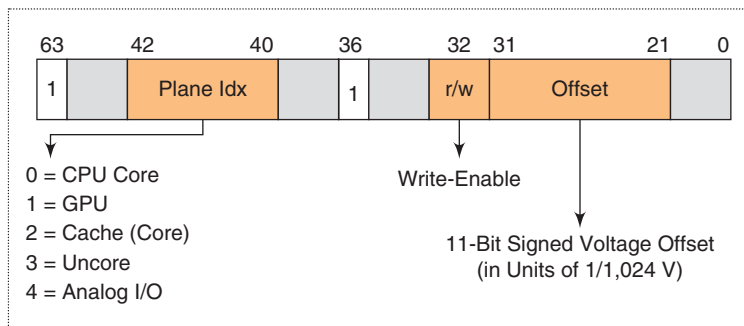 63 42 40 36 32 31 21 0
1 Plane Idx 1 r/w Offset
0 = CPU Core
1 = GPU
2 = Cache (Core)
3 = Uncore
4 = Analog I/O
Write-Enable
11-Bit Signed Voltage Offset
(in Units of 1/1,024 V)